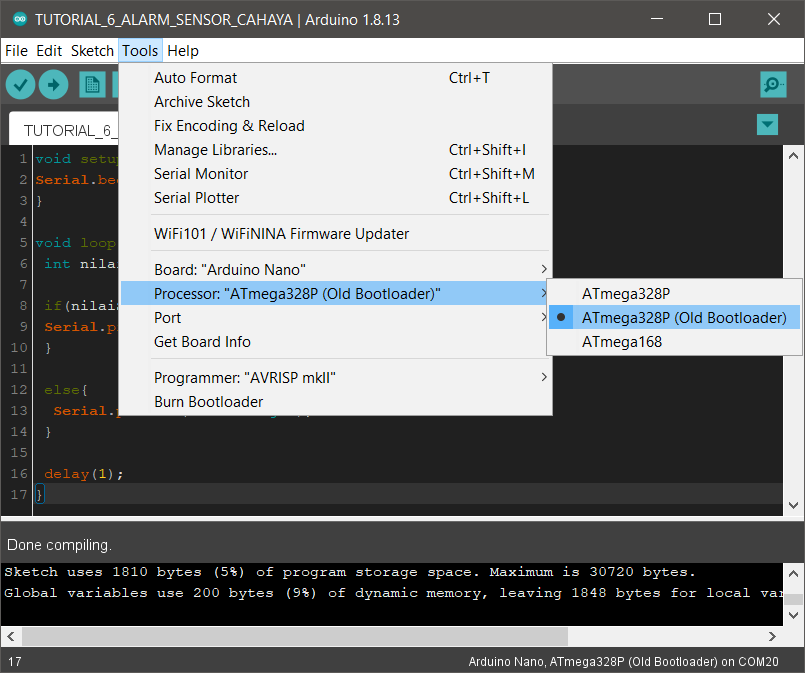 TUTORIAL_6_ALARM_SENSOR_CAHAYA | Arduino 1.8.13
File Edit Sketch Tools Help
TUTORIAL_6_
Auto Format Ctrl+T
Archive Sketch
Fix Encoding & Reload
Manage Libraries... Ctrl+Shift+I
Serial Monitor Ctrl+Shift+M
Serial Plotter Ctrl+Shift+L
WiFi101 / WiFiNINA Firmware Updater
Board: "Arduino Nano"
Processor: "ATmega328P (Old Bootloader)"
Port
Get Board Info
Programmer: "AVRISP mkII"
Burn Bootloader
ATmega328P
ATmega328P (Old Bootloader)
ATmega168
1 void setu
2 Serial.be
3 }
4
5 void loop
6 int nila
7
8 if(nilai
9 Serial.p
10 }
11
12 else{
13 Serial.
14 }
15
16 delay(1);
17 }
Done compiling.
Sketch uses 1810 bytes (5%) of program storage space. Maximum is 30720 bytes.
Global variables use 200 bytes (9%) of dynamic memory, leaving 1848 bytes for local var
17 Arduino Nano, ATmega328P (Old Bootloader) on COM20